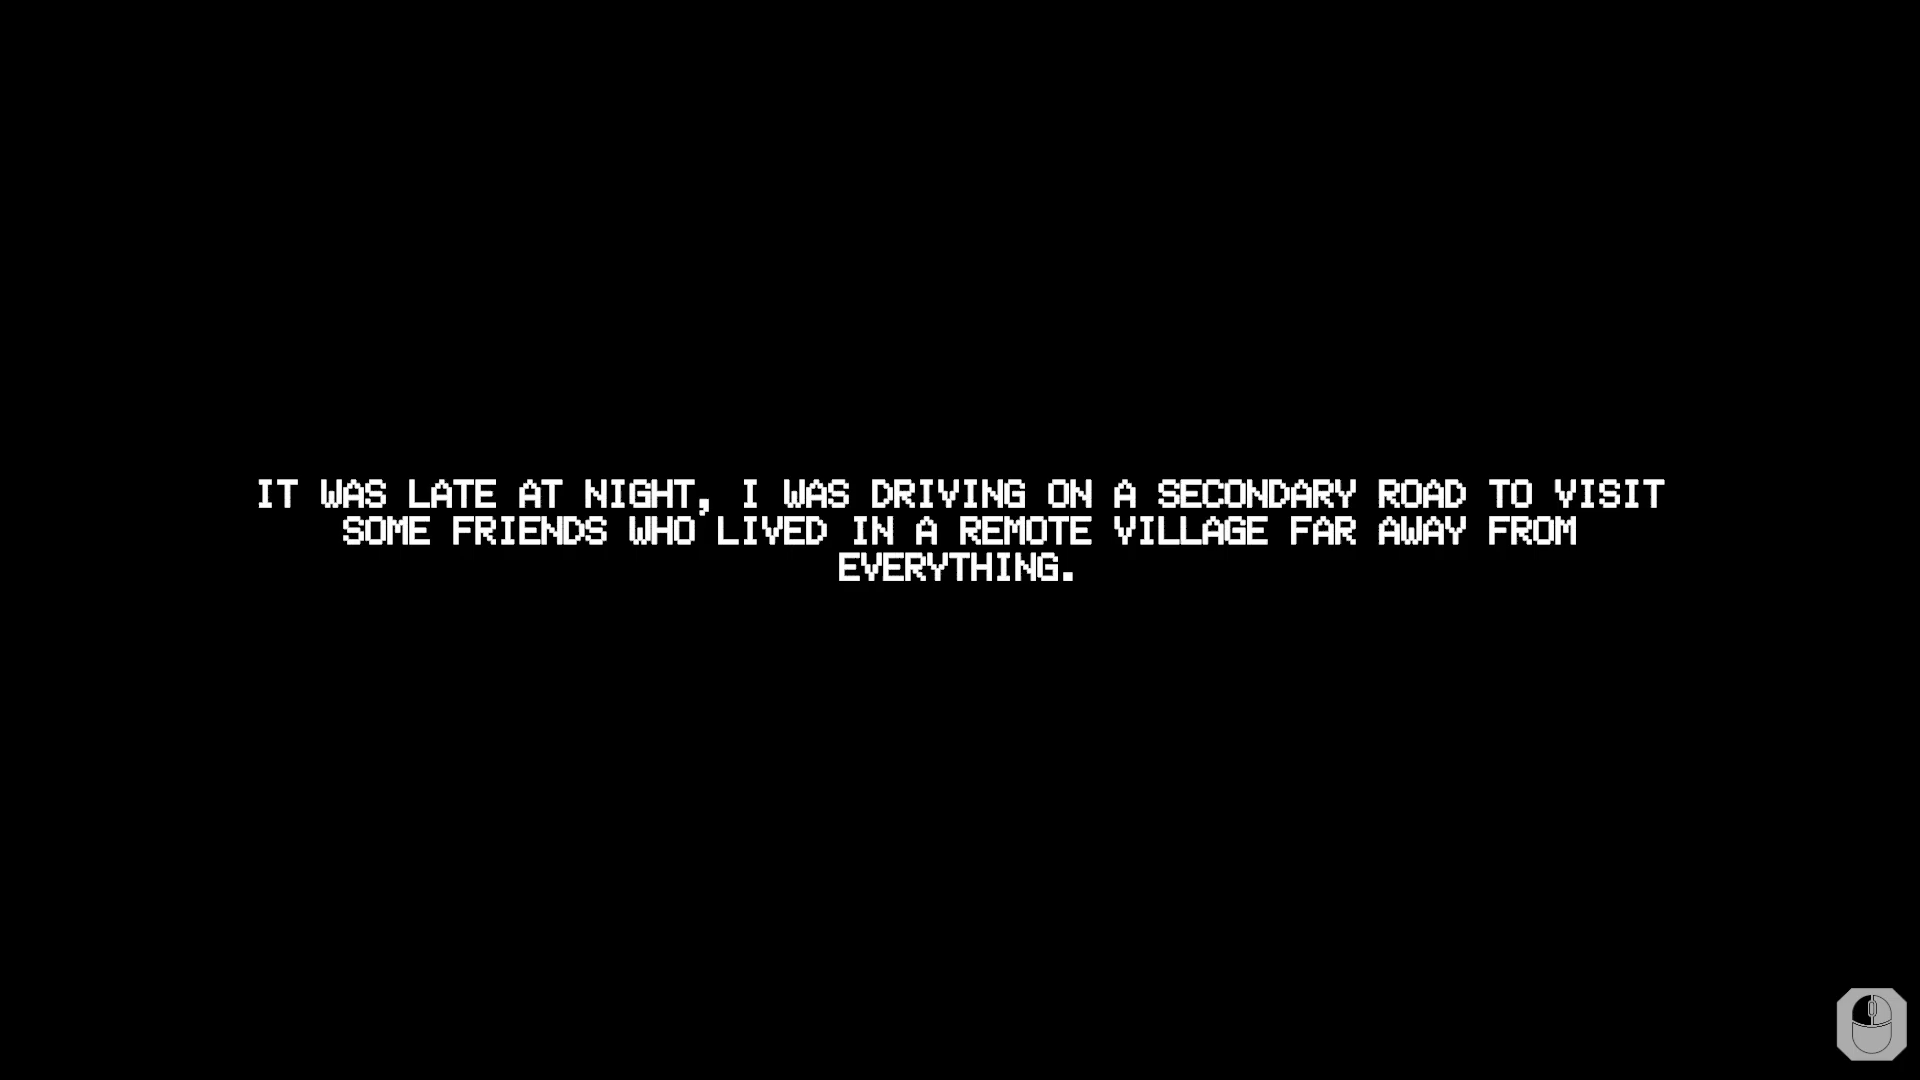 IT WAS LATE AT NIGHT, I WAS DRIVING ON A SECONDARY ROAD TO VISIT
SOME FRIENDS WHO LIVED IN A REMOTE VILLAGE FAR AWAY FROM
EVERYTHING.